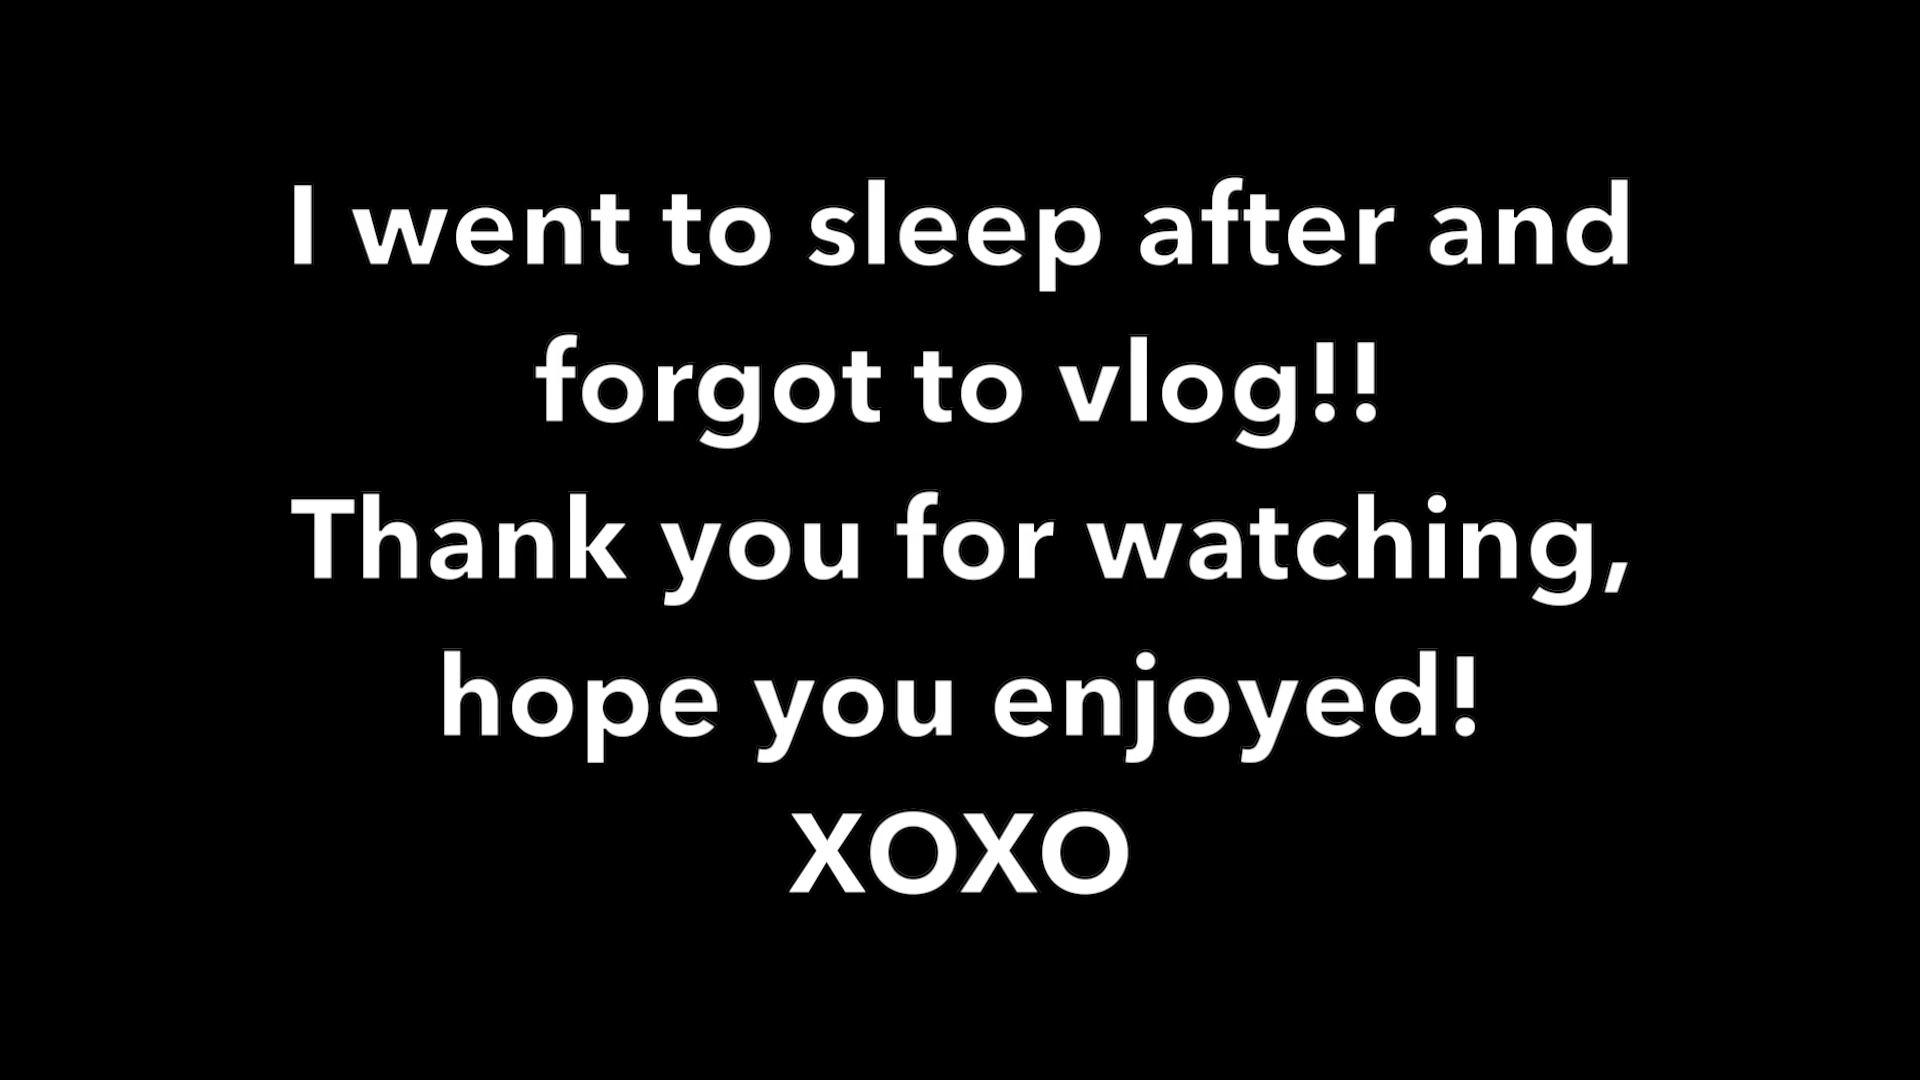 I went to sleep after and
forgot to vlog!!
Thank you for watching,
hope you enjoyed!
XOXO